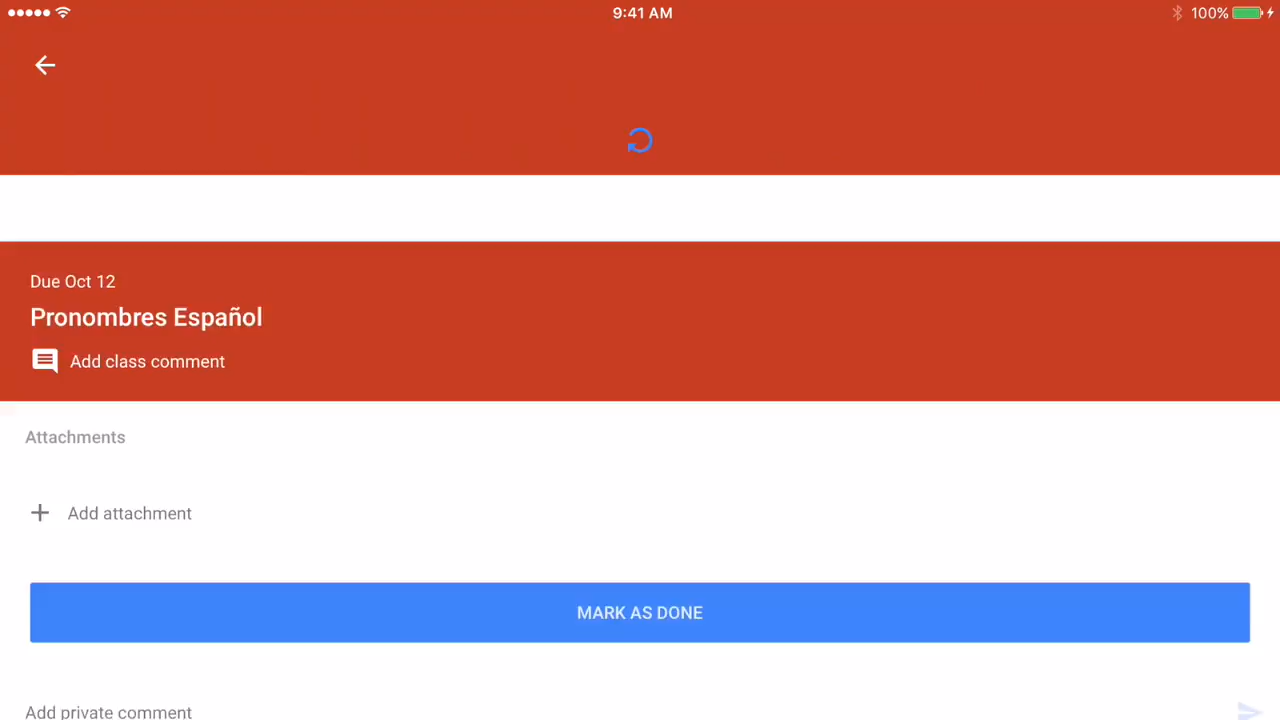 9:41 AM
100%
Due Oct 12
Pronombres Español
Add class comment
Attachments
Add attachment
MARK AS DONE
Add private comment